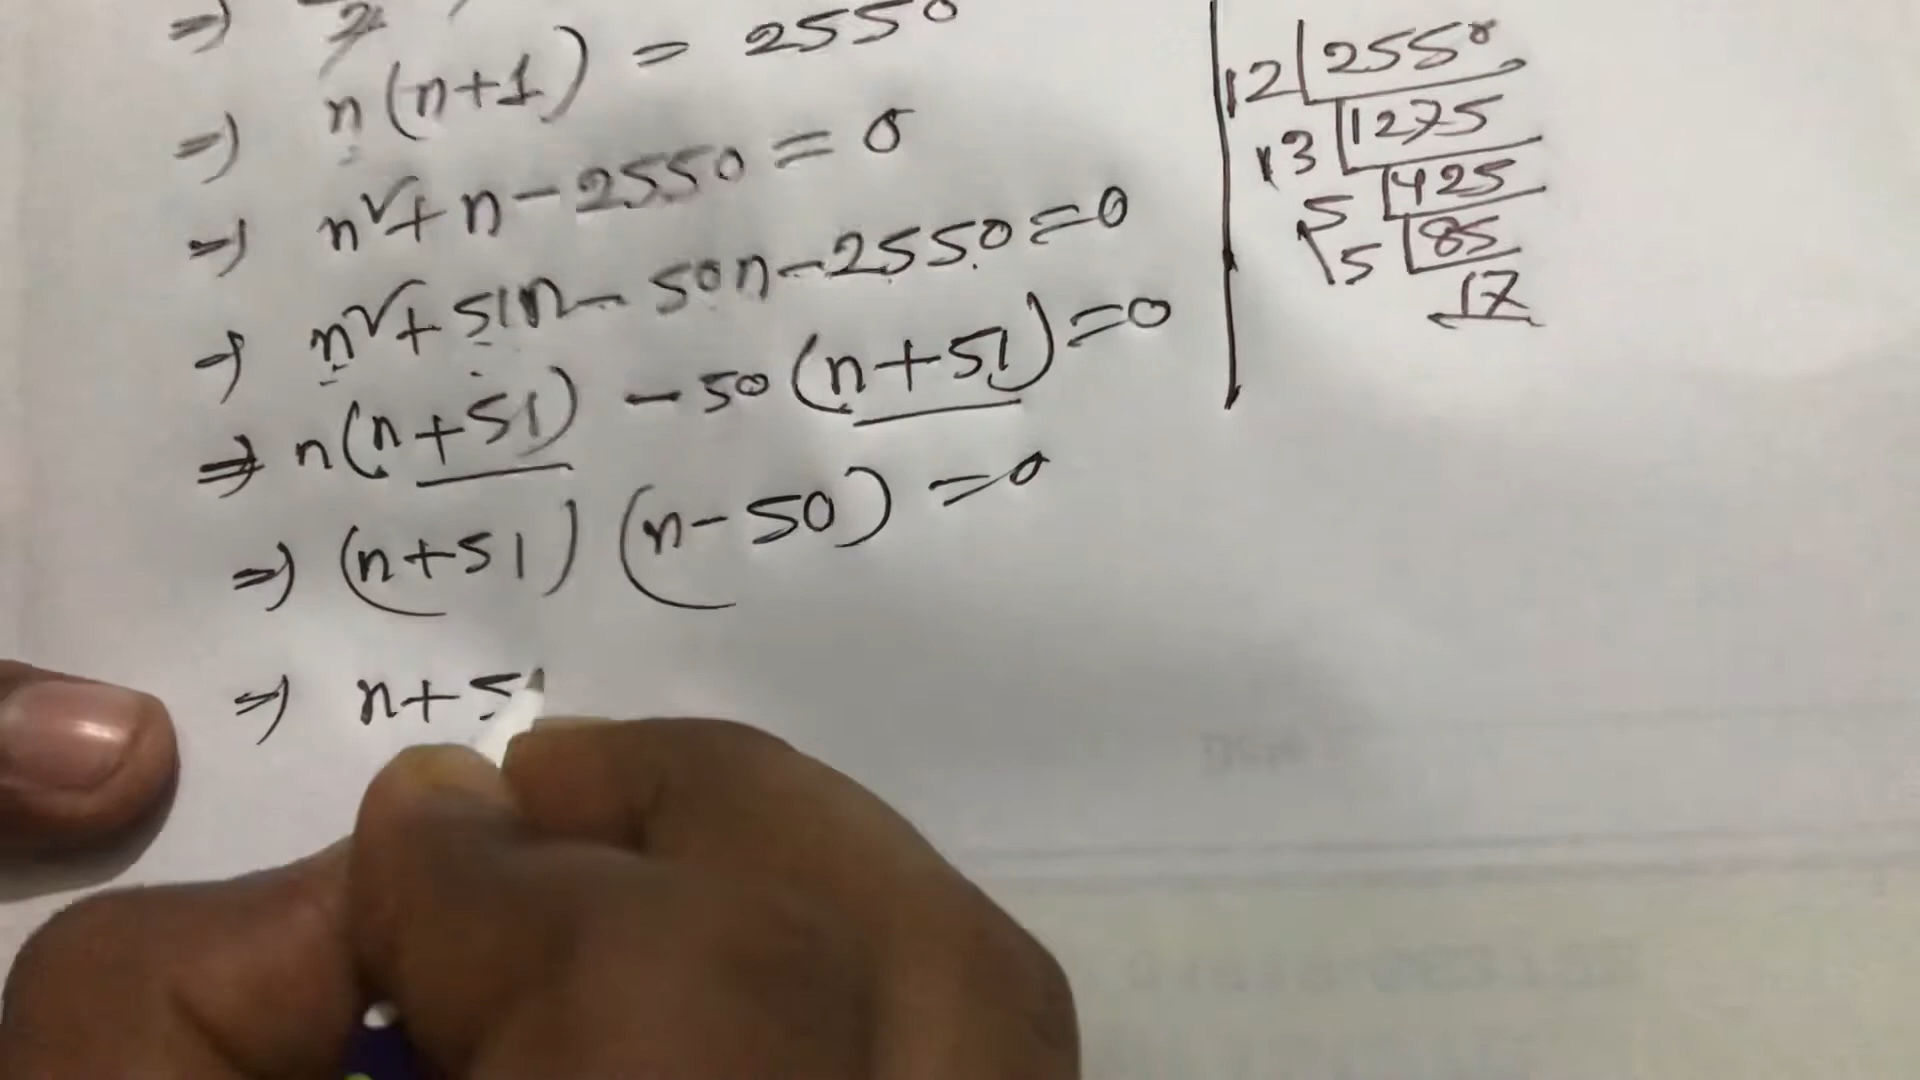 ⇒
⇒ n(n+1) = 2550
⇒ n²+n-2550=0
⇒ n²+51n-50n-2550=0
⇒ n(n+51) -50(n+51)=0
⇒ (n+51)(n-50)=0
⇒ n+51
2 2550
3 1275
5 425
5 85
17